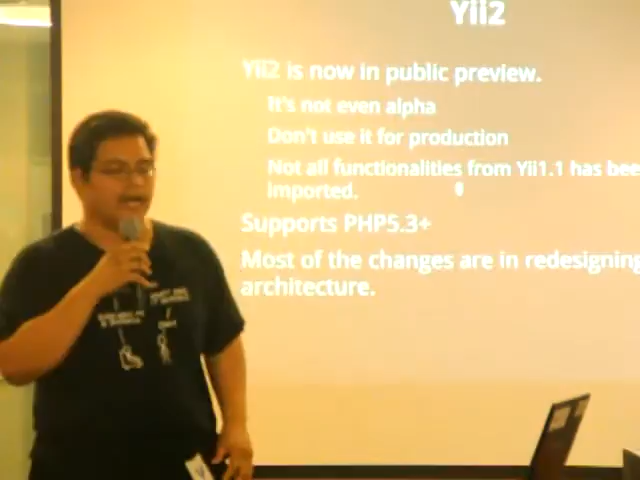 Yii2
Yii2 is now in public preview.
It's not even alpha
Don't use it for production
Not all functionalities from Yii1.1 has
imported.
Supports PHP5.3+
Most of the changes are in redesigning
architecture.